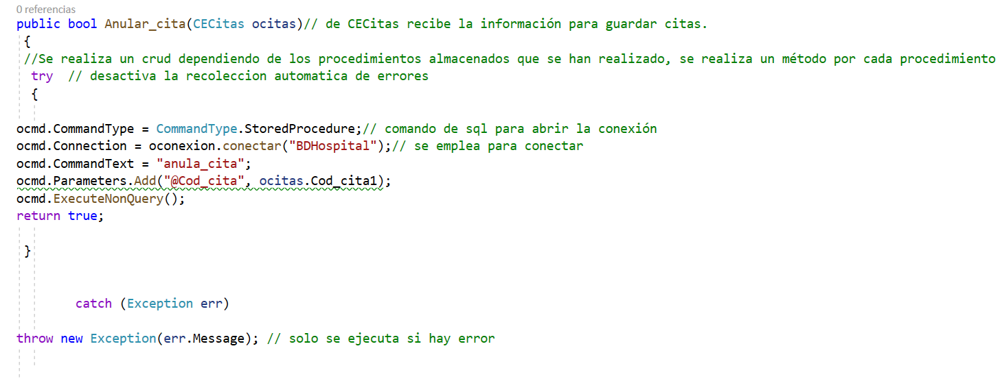 0 referencias
public bool Anular_cita(CECitas ocitas)// de CECitas recibe la información para guardar citas.
{
//Se realiza un crud dependiendo de los procedimientos almacenados que se han realizado, se realiza un método por cada procedimiento
try // desactiva la recoleccion automatica de errores
{
ocmd.CommandType = CommandType.StoredProcedure;// comando de sql para abrir la conexión
ocmd.Connection = oconexion.conectar("BDHospital");// se emplea para conectar
ocmd.CommandText = "anula_cita";
ocmd.Parameters.Add("@Cod_cita", ocitas.Cod_cita1);
ocmd.ExecuteNonQuery();
return true;
}
catch (Exception err)
throw new Exception(err.Message); // solo se ejecuta si hay error